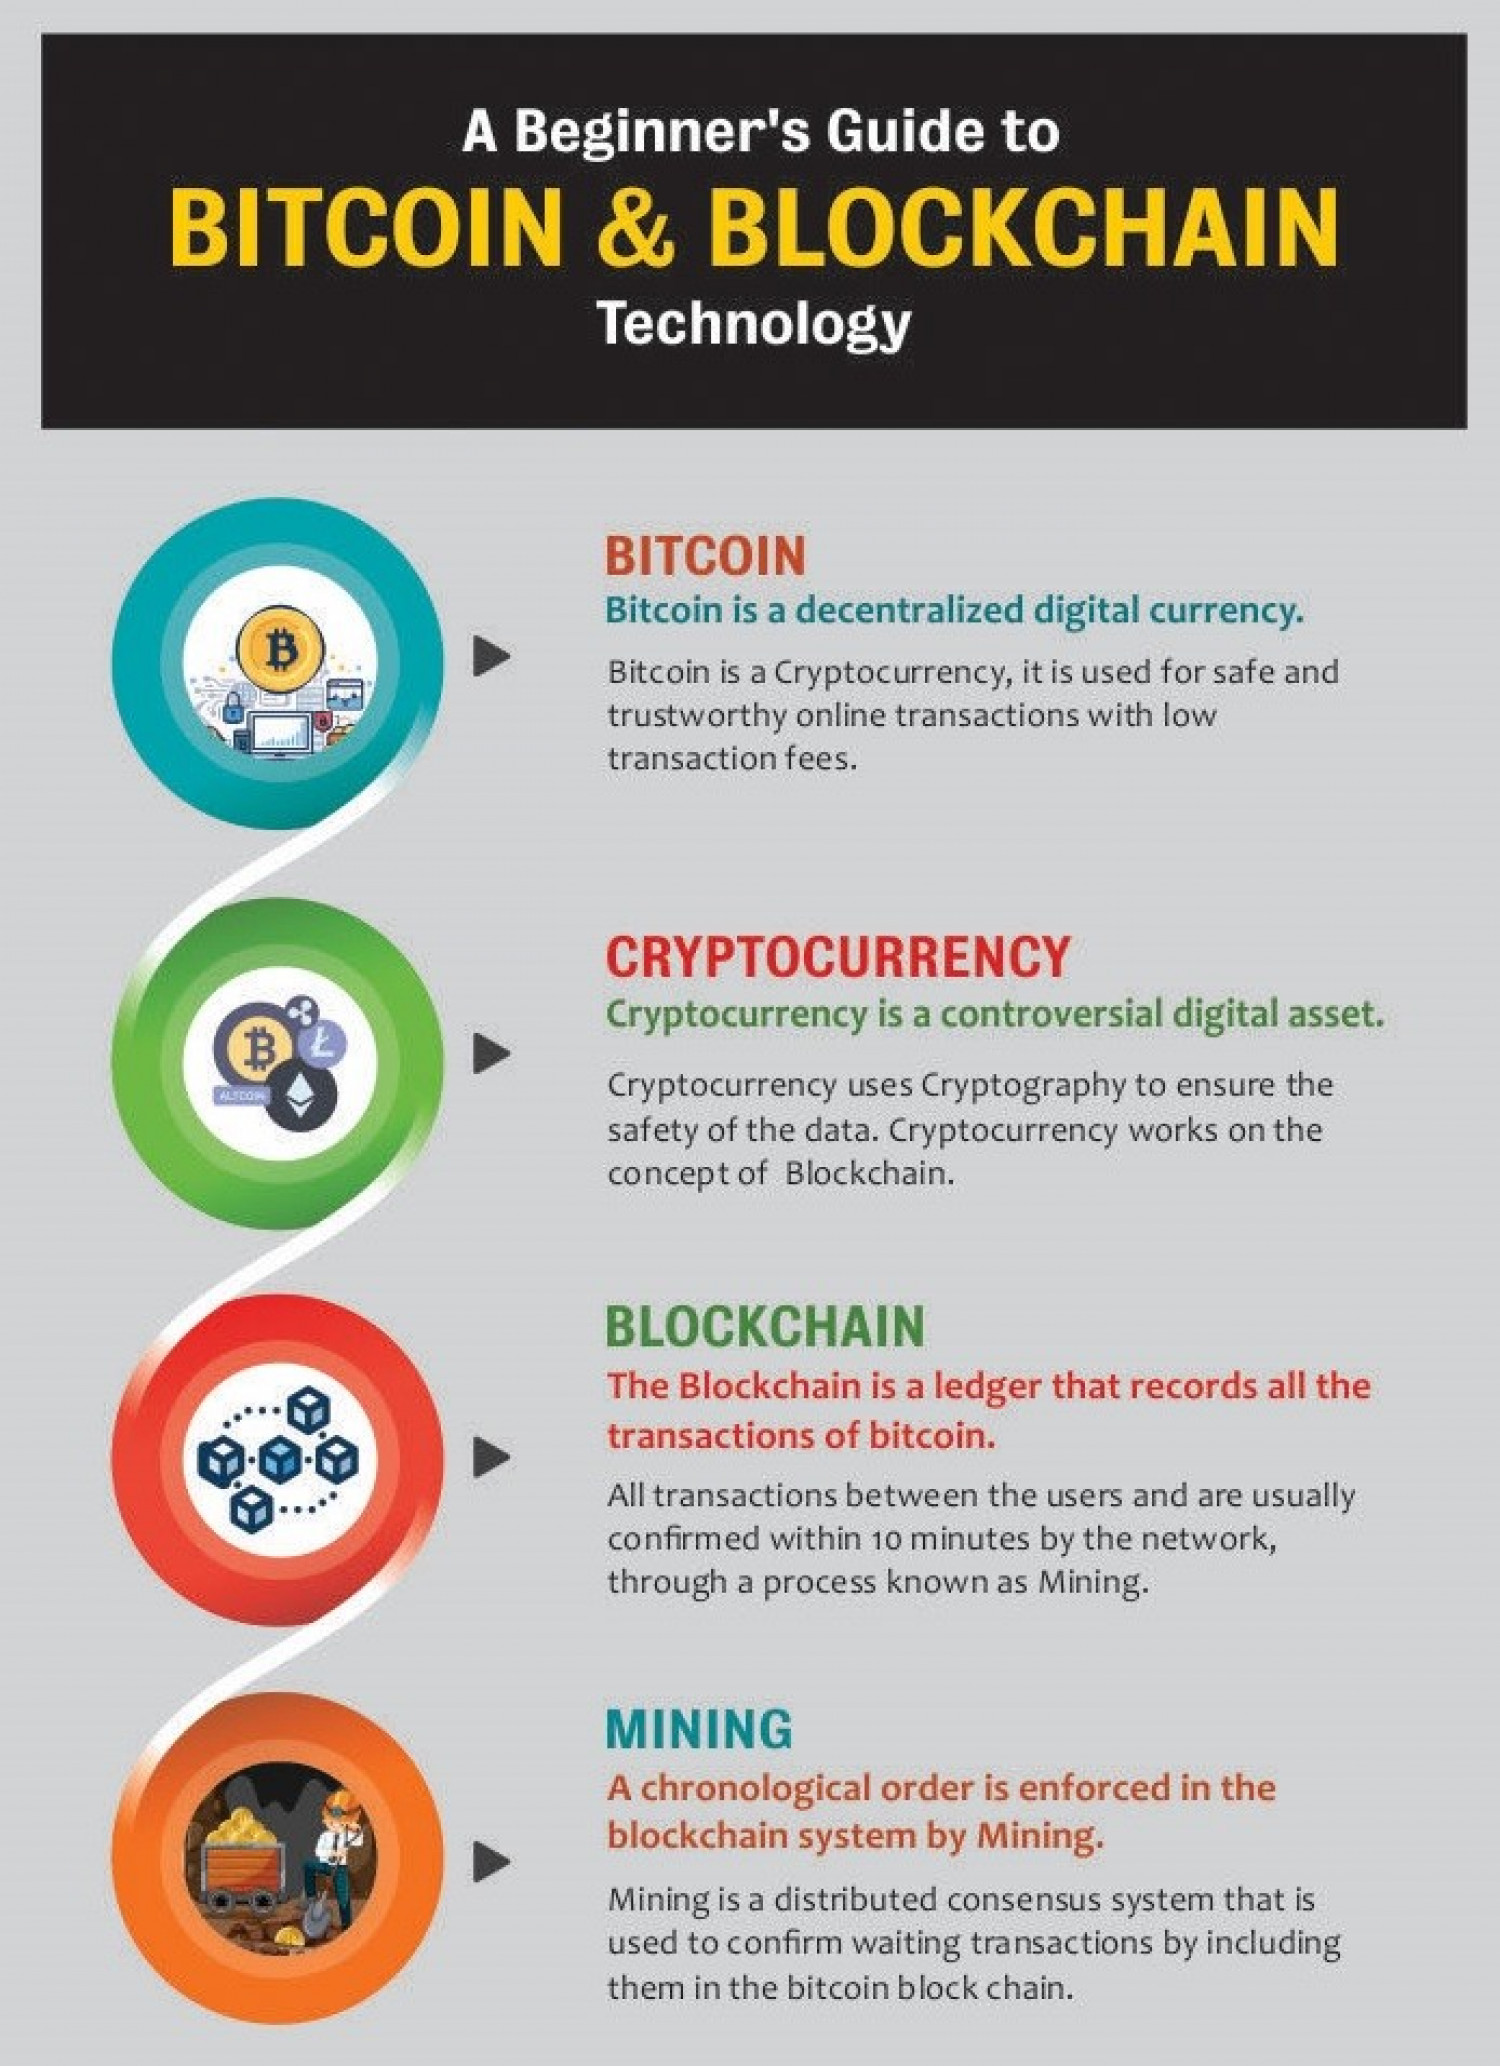 A Beginner's Guide to
BITCOIN & BLOCKCHAIN
Technology
BITCOIN
Bitcoin is a decentralized digital currency.
Bitcoin is a Cryptocurrency, it is used for safe and
trustworthy online transactions with low
transaction fees.
CRYPTOCURRENCY
Cryptocurrency is a controversial digital asset.
ALTCOIN
Cryptocurrency uses Cryptography to ensure the
safety of the data. Cryptocurrency works on the
concept of Blockchain.
BLOCKCHAIN
The Blockchain is a ledger that records all the
transactions of bitcoin.
All transactions between the users and are usually
confirmed within 10 minutes by the network,
through a process known as Mining.
MINING
A chronological order is enforced in the
blockchain system by Mining.
Mining is a distributed consensus system that is
used to confirm waiting transactions by including
them in the bitcoin block chain.